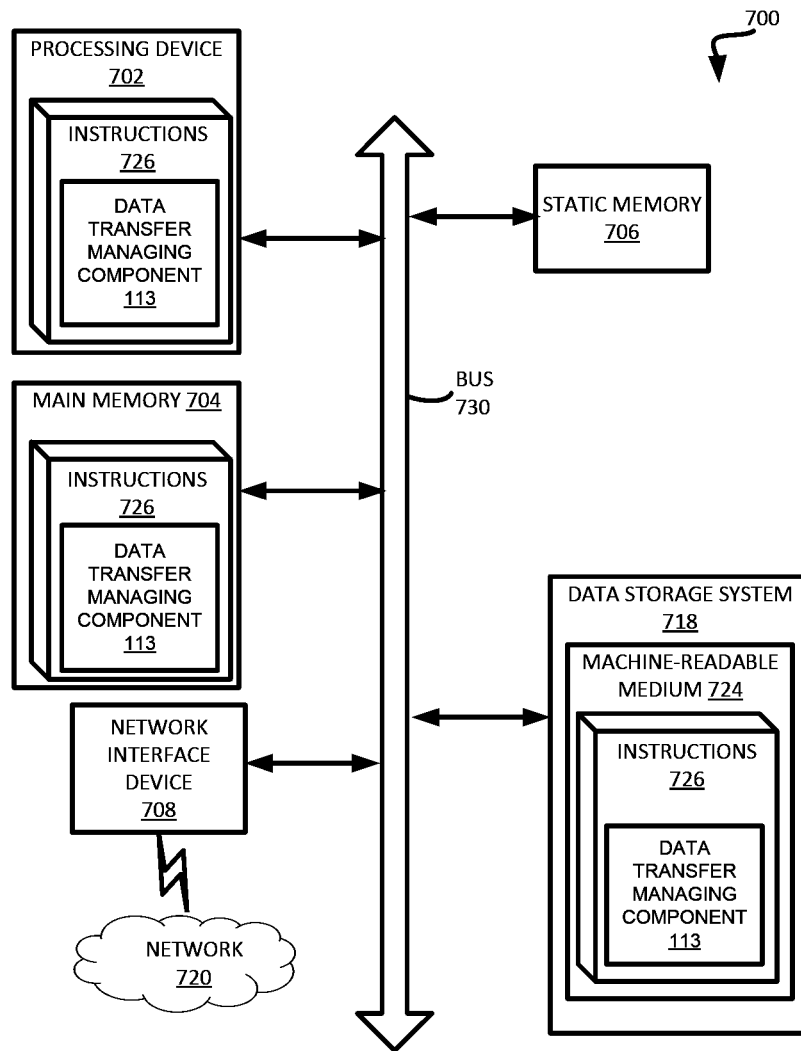 700
PROCESSING DEVICE
702
INSTRUCTIONS
726
DATA
TRANSFER
MANAGING
COMPONENT
113
STATIC MEMORY
706
BUS
730
MAIN MEMORY 704
INSTRUCTIONS
726
DATA
TRANSFER
MANAGING
COMPONENT
113
DATA STORAGE SYSTEM
718
MACHINE-READABLE
MEDIUM 724
INSTRUCTIONS
726
DATA
TRANSFER
MANAGING
COMPONENT
113
NETWORK
INTERFACE
DEVICE
708
NETWORK
720